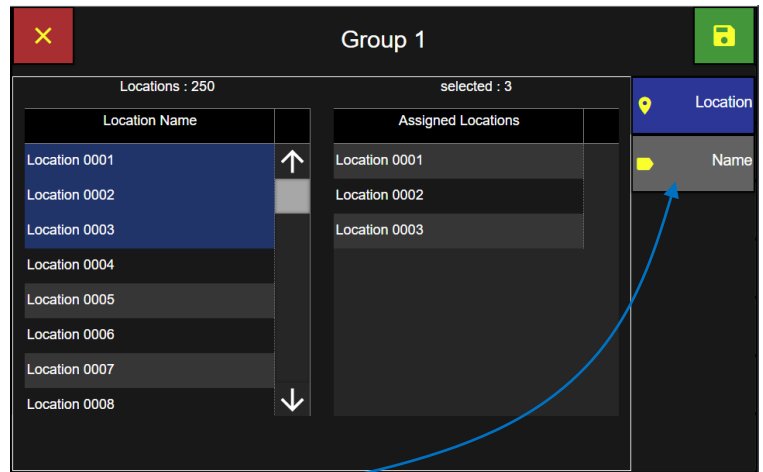 Group 1
Locations : 250
selected : 3
Location Name
Assigned Locations
Location 0001
Location 0002
Location 0003
Location 0004
Location 0005
Location 0006
Location 0007
Location 0008
Location 0001
Location 0002
Location 0003
Location
Name